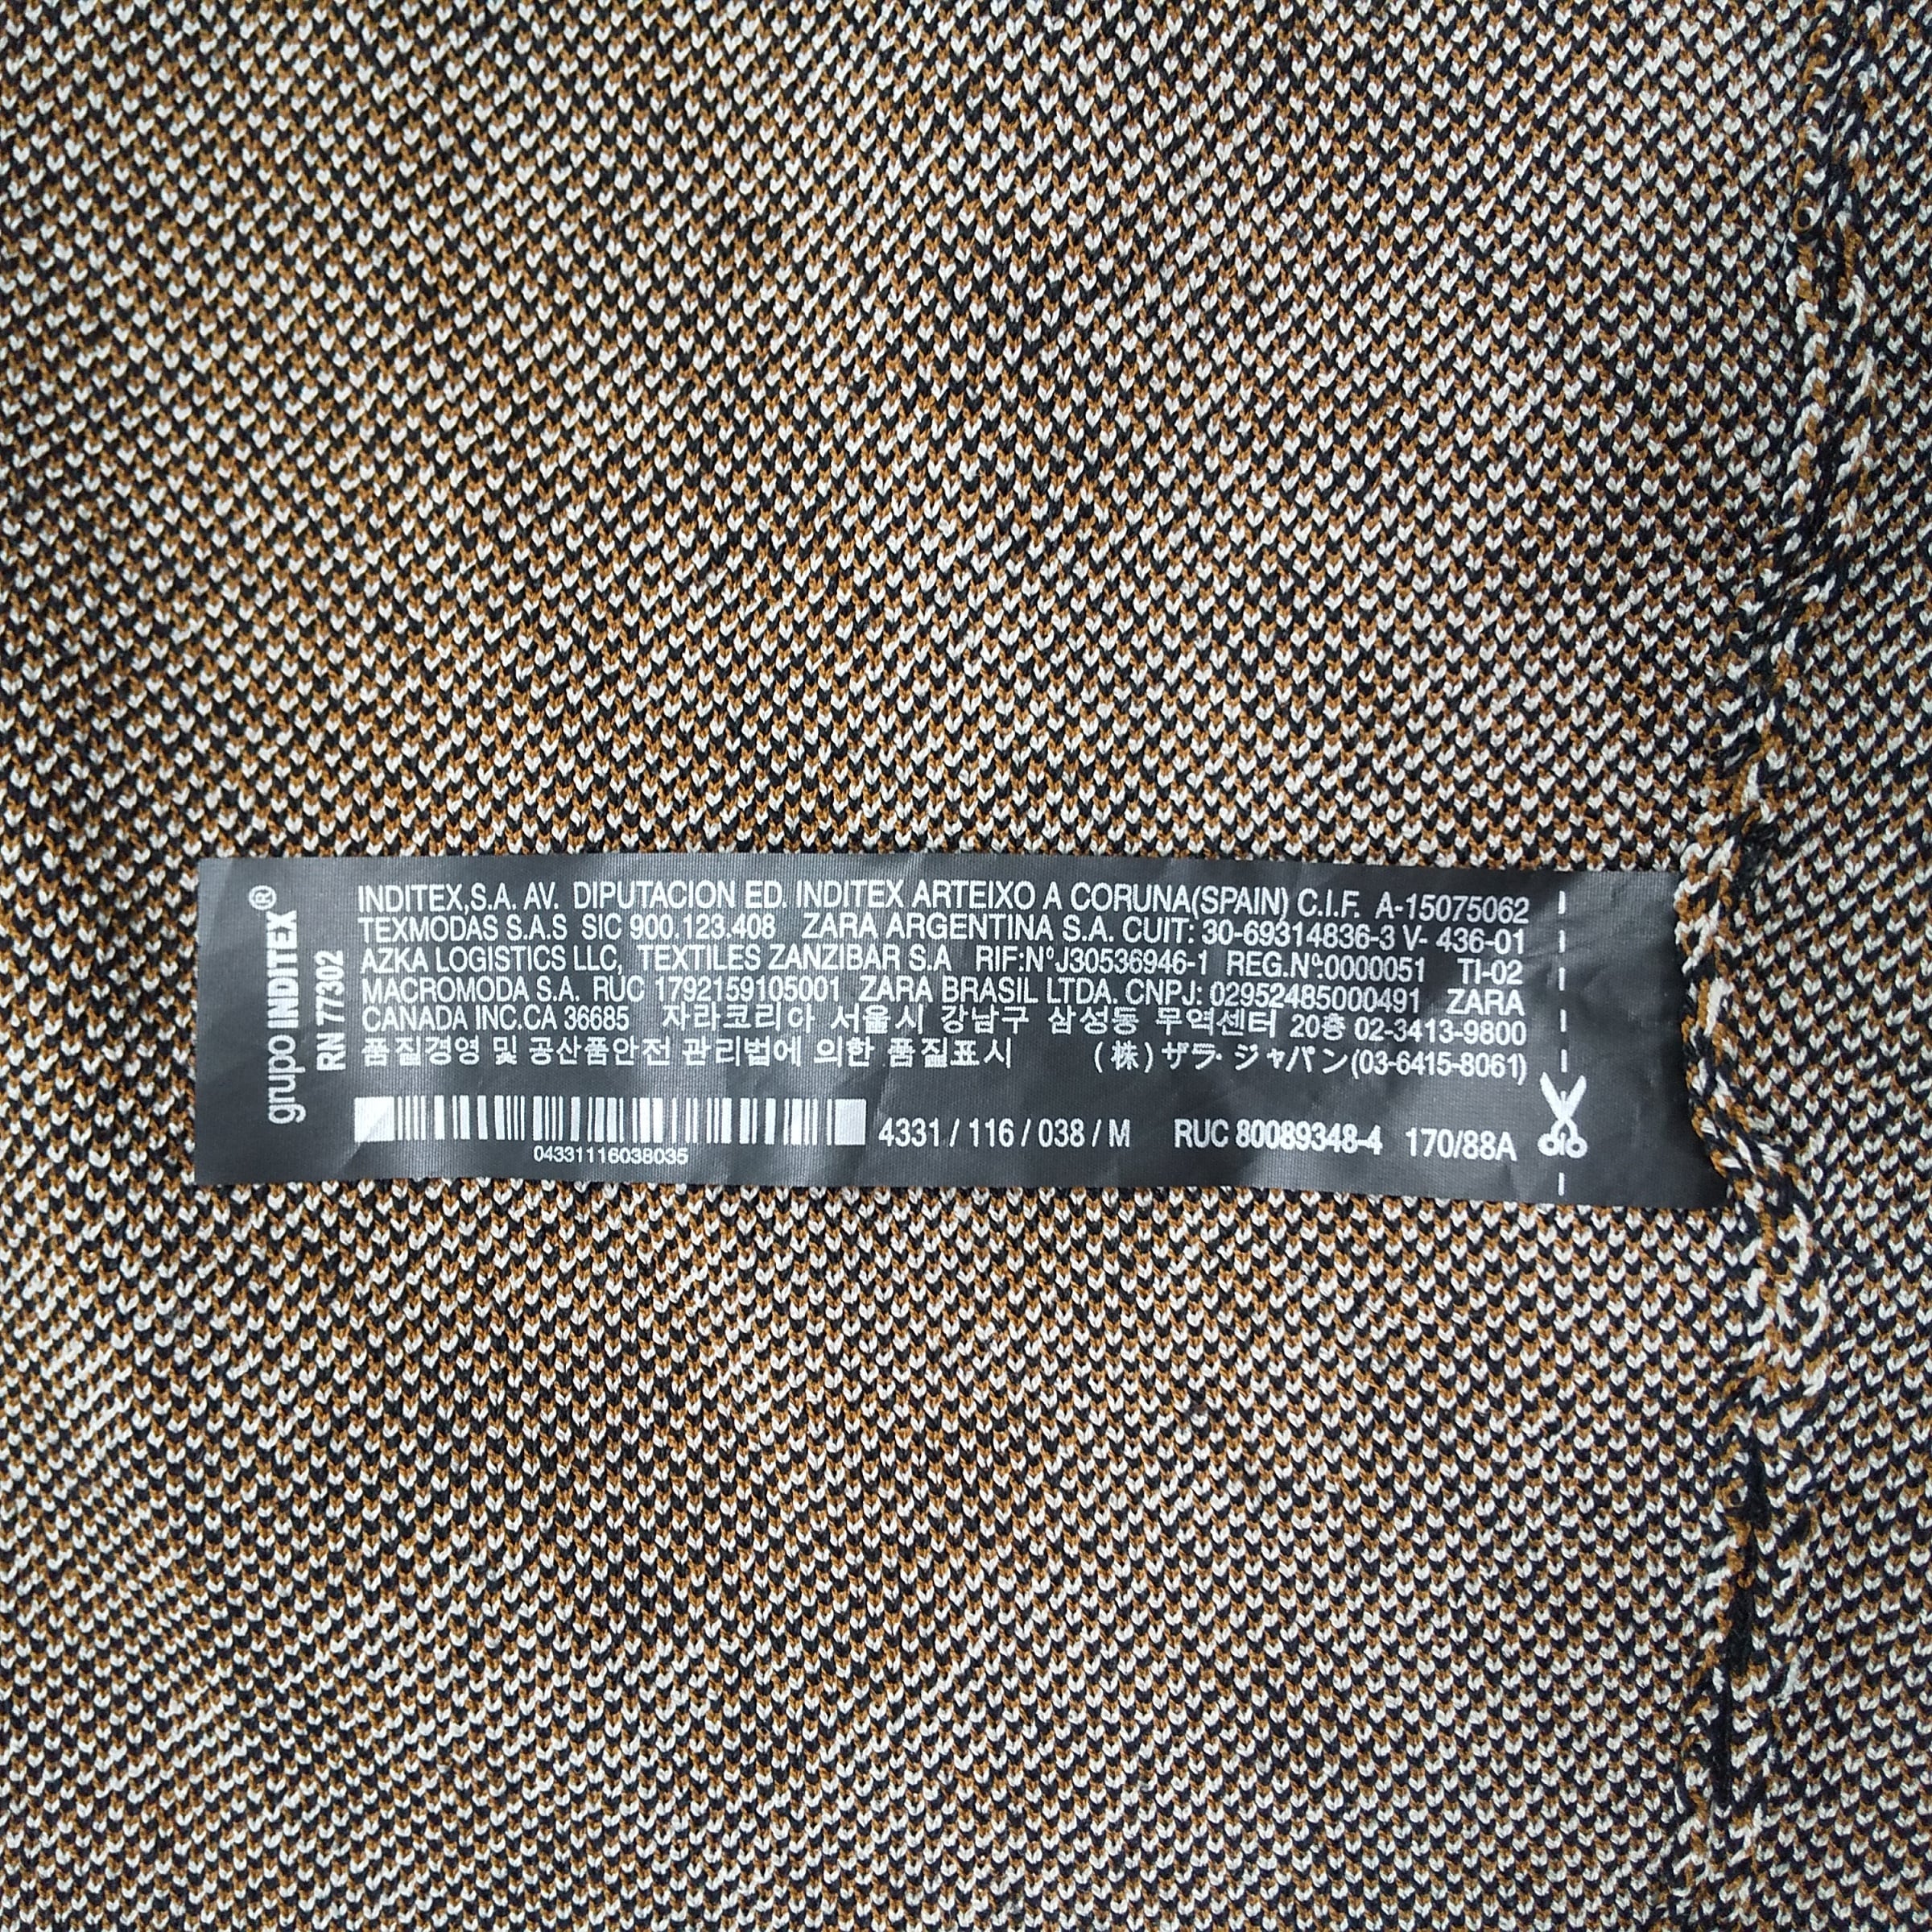 grupo INDITEX®
RN 77302
INDITEX,S.A. AV. DIPUTACION ED. INDITEX ARTEIXO A CORUNA(SPAIN) C.I.F. A-15075062
TEXMODAS S.A.S SIC 900.123.408 ZARA ARGENTINA S.A. CUIT: 30-69314836-3 V- 436-01
AZKA LOGISTICS LLC, TEXTILES ZANZIBAR S.A RIF:NºJ30536946-1 REG.Nº:0000051 TI-02
MACROMODA S.A. RUC 1792159105001 ZARA BRASIL LTDA. CNPJ: 02952485000491 ZARA
CANADA INC.CA 36685 자라코리아 서울시 강남구 삼성동 무역센터 20층 02-3413-9800
품질경영 및 공산품안전 관리법에 의한 품질표시 (株)ザラ・ジャパン(03-6415-8061)
4331 / 116 / 038 / M RUC 80089348-4 170/88A
04331116038035